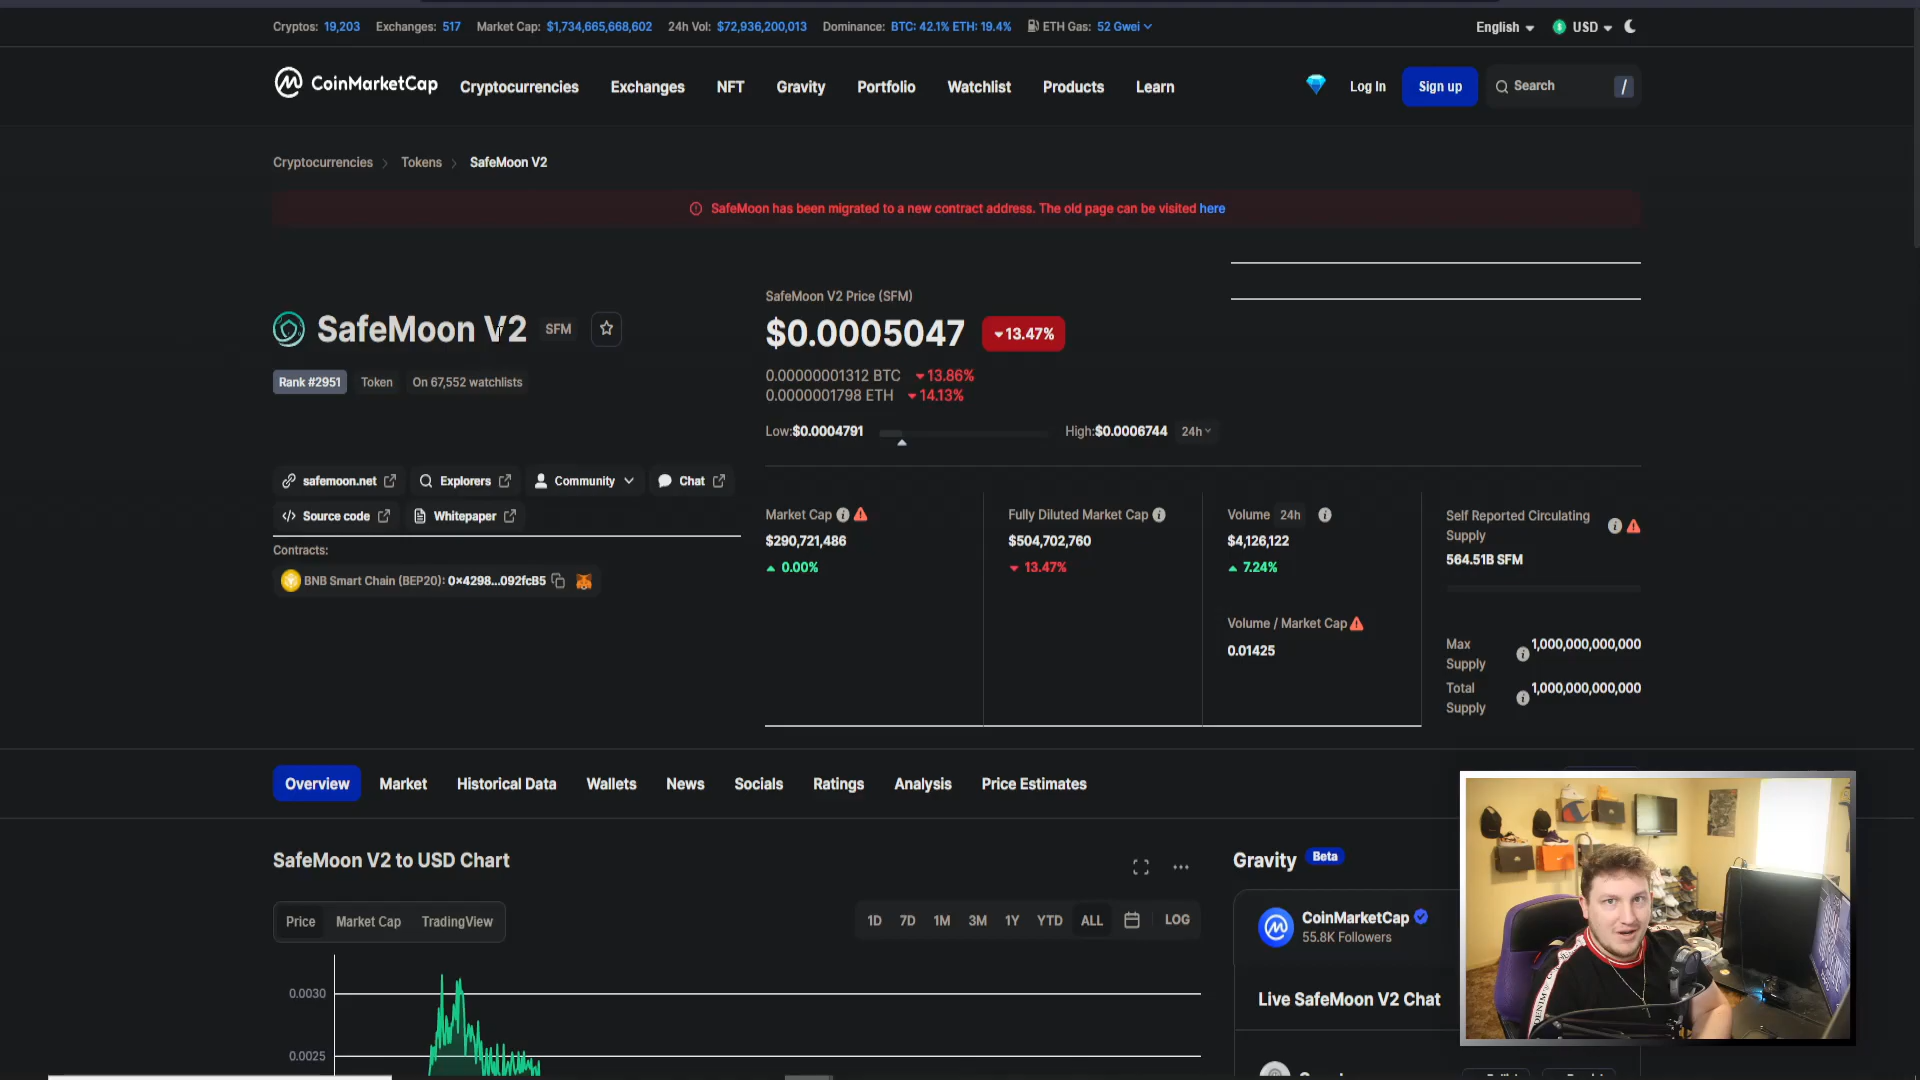 Cryptos: 19,203 Exchanges: 517 Market Cap: $1,734,665,668,602 24h Vol: $72,936,200,013 Dominance: BTC: 42.1% ETH: 19.4% ETH Gas: 52 Gwei English USD
CoinMarketCap Cryptocurrencies Exchanges NFT Gravity Portfolio Watchlist Products Learn Log In Sign up Search /
Cryptocurrencies Tokens SafeMoon V2
SafeMoon has been migrated to a new contract address. The old page can be visited here
SafeMoon V2 SFM
Rank #2951 Token On 67,552 watchlists
safemoon.net Explorers Community Chat
Source code Whitepaper
Contracts:
BNB Smart Chain (BEP20): 0x4298...092fcB5
SafeMoon V2 Price (SFM)
$0.0005047 13.47%
0.00000001312 BTC 13.86%
0.0000001798 ETH 14.13%
Low:$0.0004791 High:$0.0006744 24h
Market Cap
$290,721,486
0.00%
Fully Diluted Market Cap
$504,702,760
13.47%
Volume 24h
$4,126,122
7.24%
Volume / Market Cap
0.01425
Self Reported Circulating
Supply
564.51B SFM
Max
Supply
1,000,000,000,000
Total
Supply
1,000,000,000,000
Overview Market Historical Data Wallets News Socials Ratings Analysis Price Estimates
SafeMoon V2 to USD Chart
Price Market Cap TradingView
1D 7D 1M 3M 1Y YTD ALL LOG
0.0030
0.0025
Gravity Beta
CoinMarketCap
55.8K Followers
Live SafeMoon V2 Chat